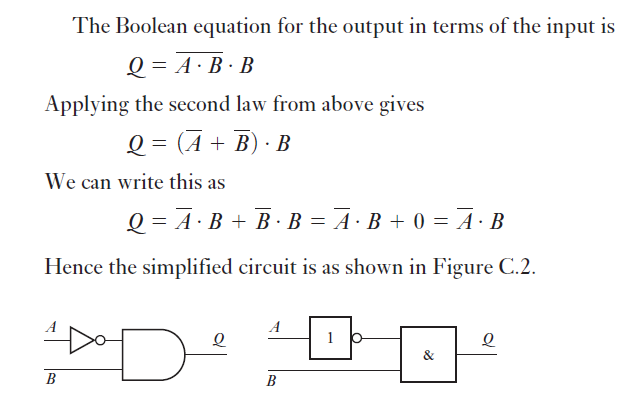 The Boolean equation for the output in terms of the input is
Q = A̅ ̅·̅ ̅B̅ · B
Applying the second law from above gives
Q = (A̅ + B̅) · B
We can write this as
Q = A̅ · B + B̅ · B = A̅ · B + 0 = A̅ · B
Hence the simplified circuit is as shown in Figure C.2.
A Q A 1 Q
&
B B